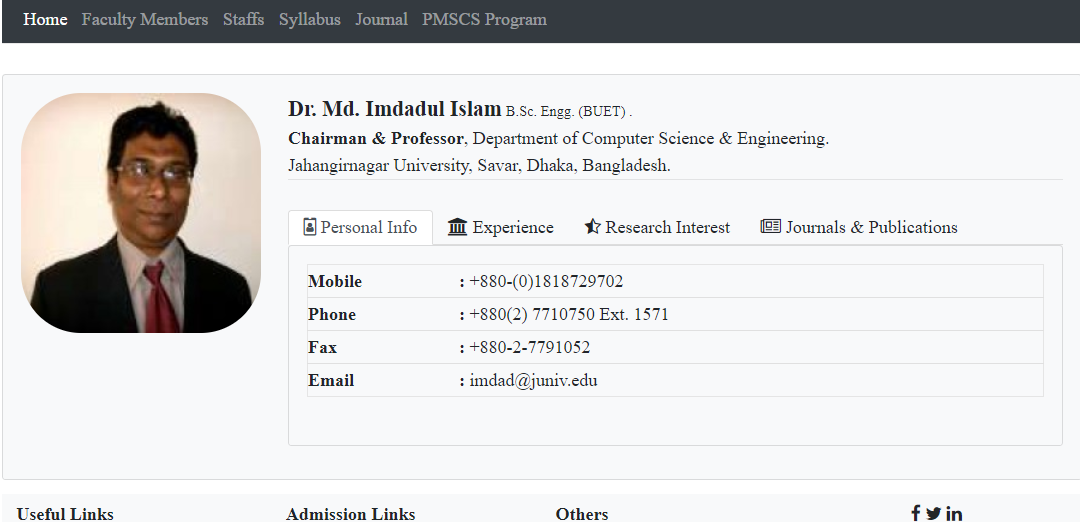 Home Faculty Members Staffs Syllabus Journal PMSCS Program
Dr. Md. Imdadul Islam B.Sc. Engg. (BUET) .
Chairman & Professor, Department of Computer Science & Engineering.
Jahangirnagar University, Savar, Dhaka, Bangladesh.
Personal Info Experience Research Interest Journals & Publications
Mobile : +880-(0)1818729702
Phone : +880(2) 7710750 Ext. 1571
Fax : +880-2-7791052
Email : imdad@juniv.edu
Useful Links Admission Links Others